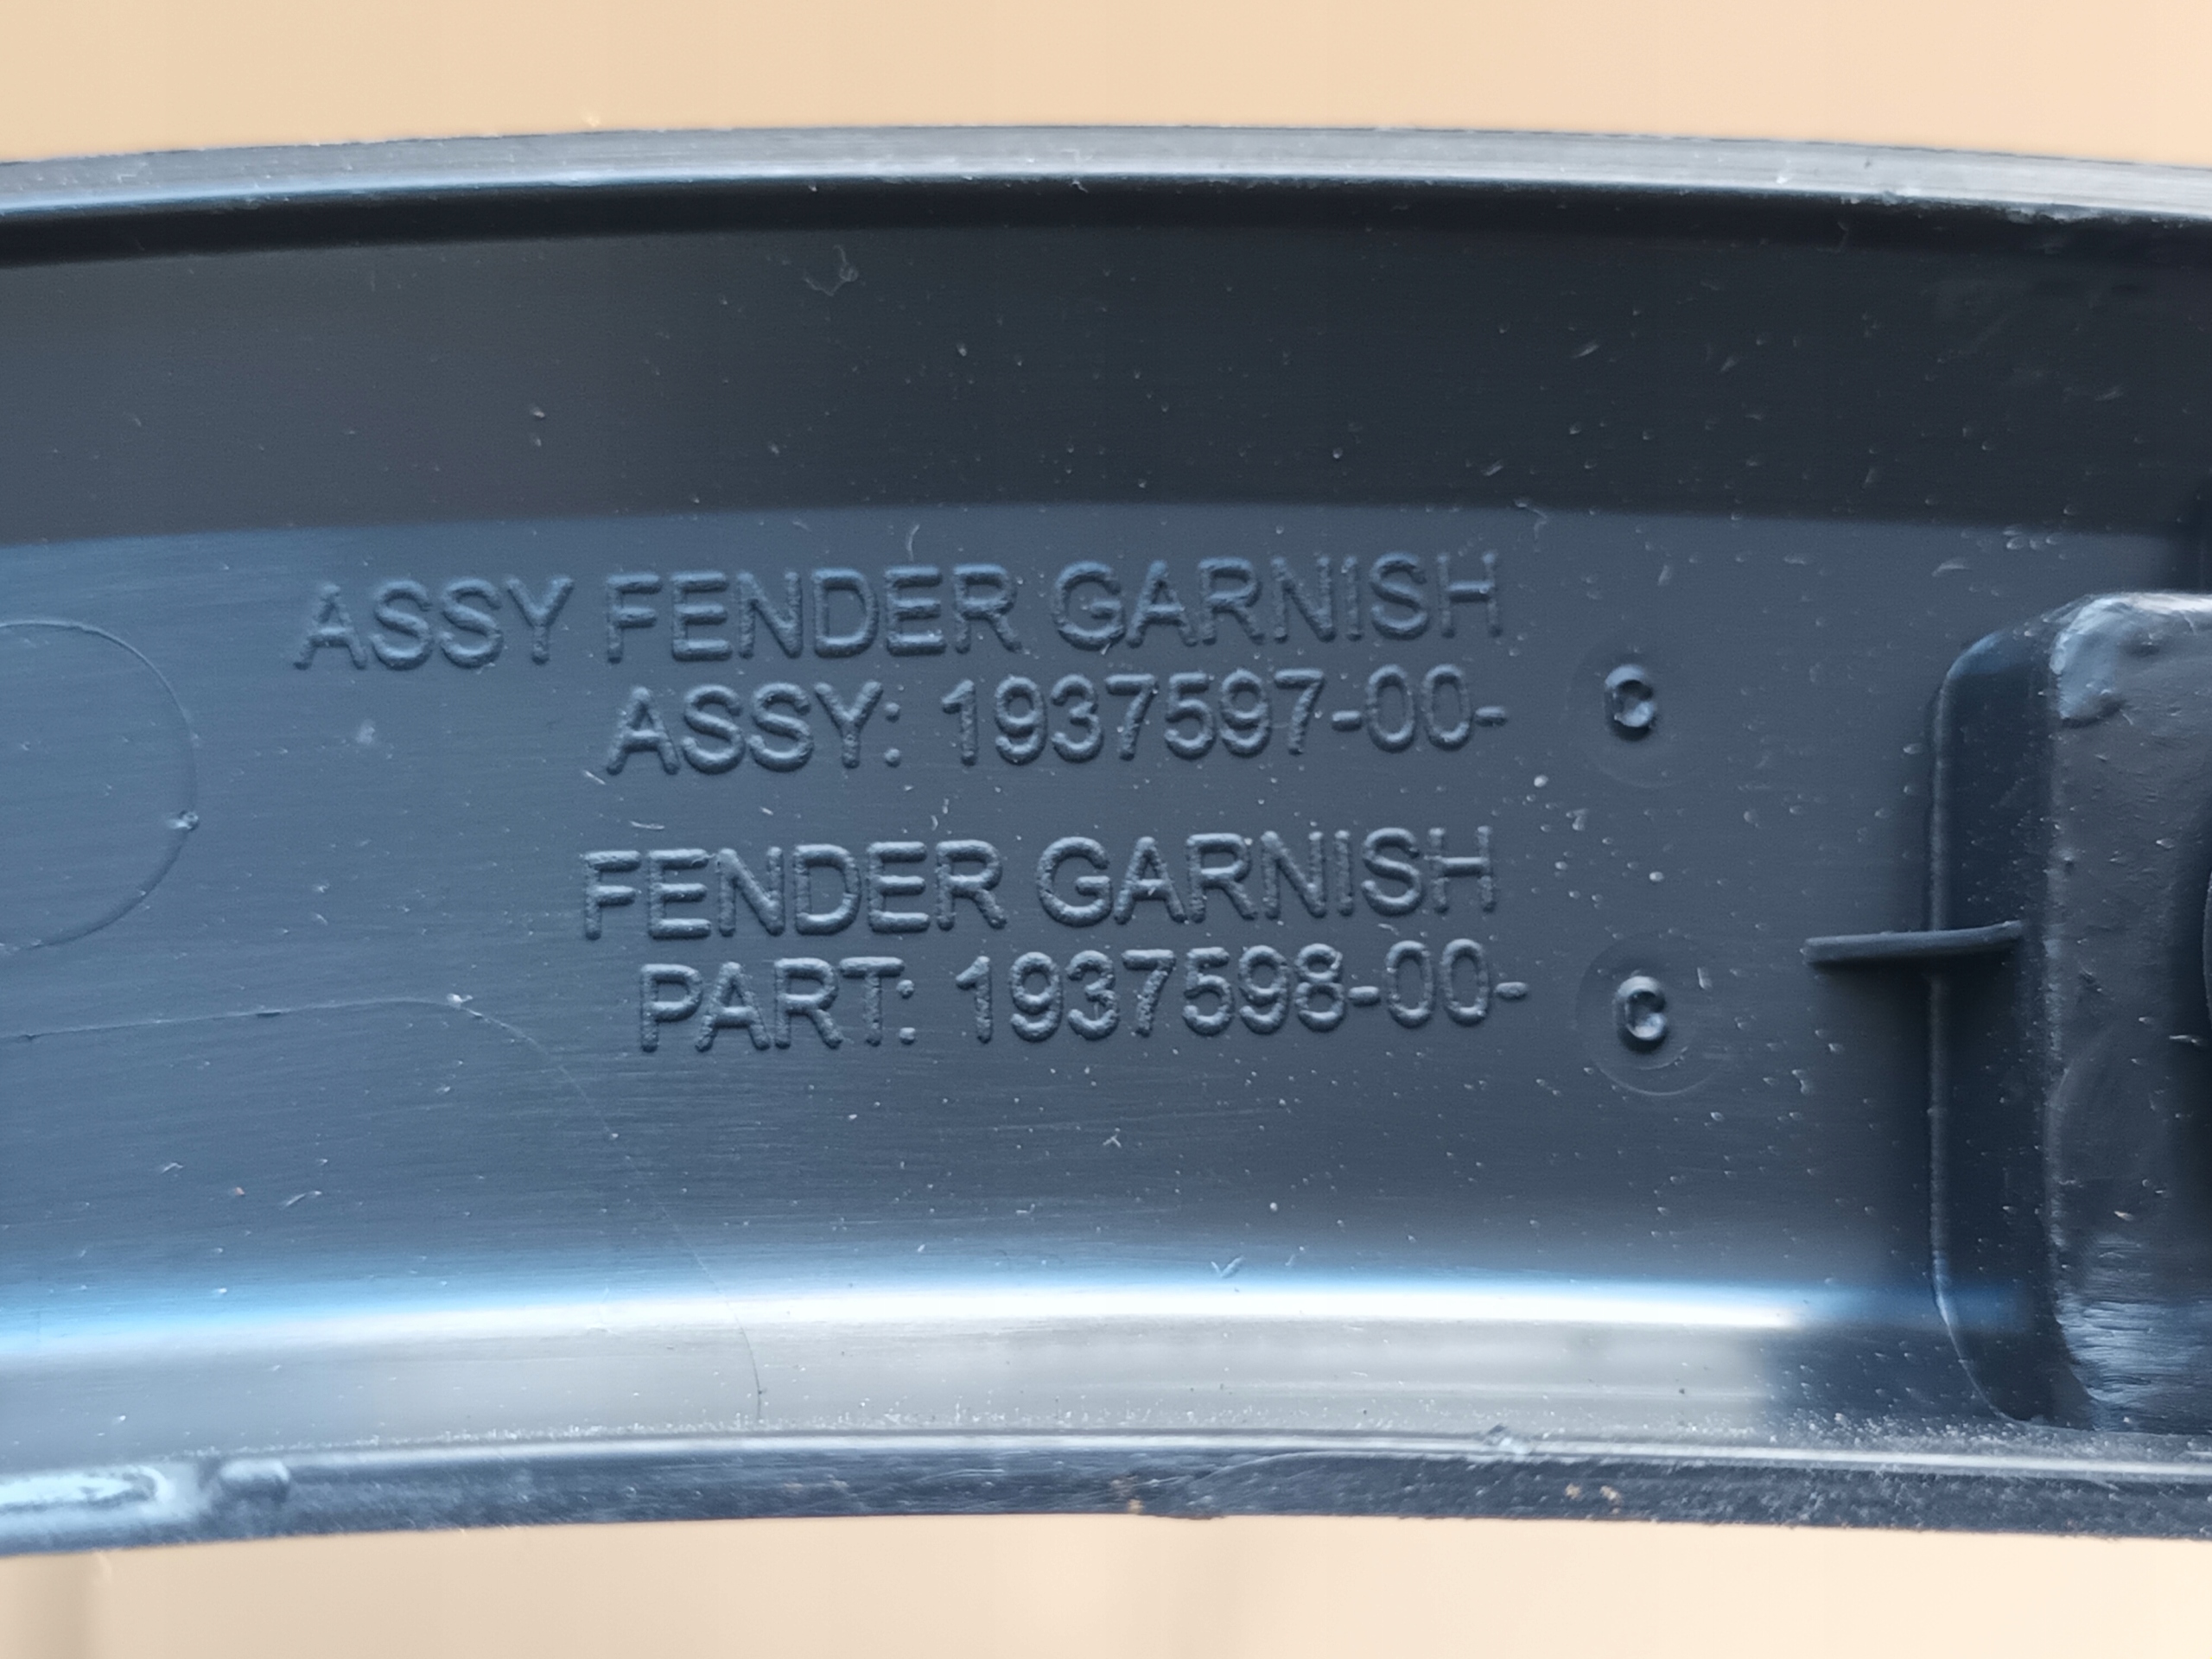 ASSY FENDER GARNISH
ASSY: 1937597-00- C
FENDER GARNISH
PART: 1937598-00- C